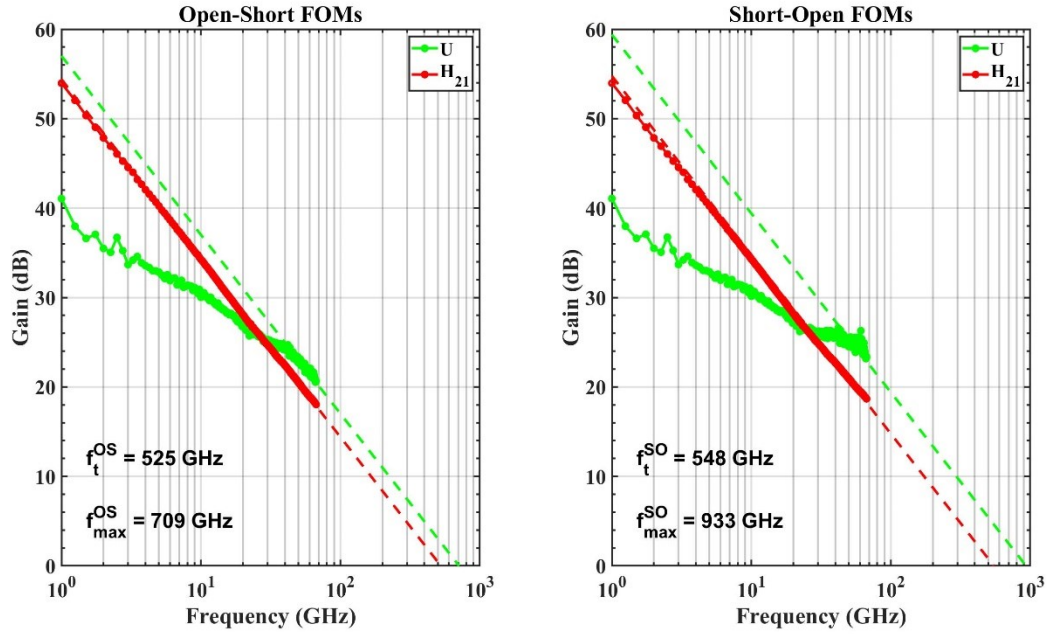 Open-Short FOMs
U
H21
60
50
40
30
20
10
0
Gain (dB)
f_t^OS = 525 GHz
f_max^OS = 709 GHz
10^0
10^1
10^2
10^3
Frequency (GHz)
Short-Open FOMs
U
H21
60
50
40
30
20
10
0
Gain (dB)
f_t^SO = 548 GHz
f_max^SO = 933 GHz
10^0
10^1
10^2
10^3
Frequency (GHz)